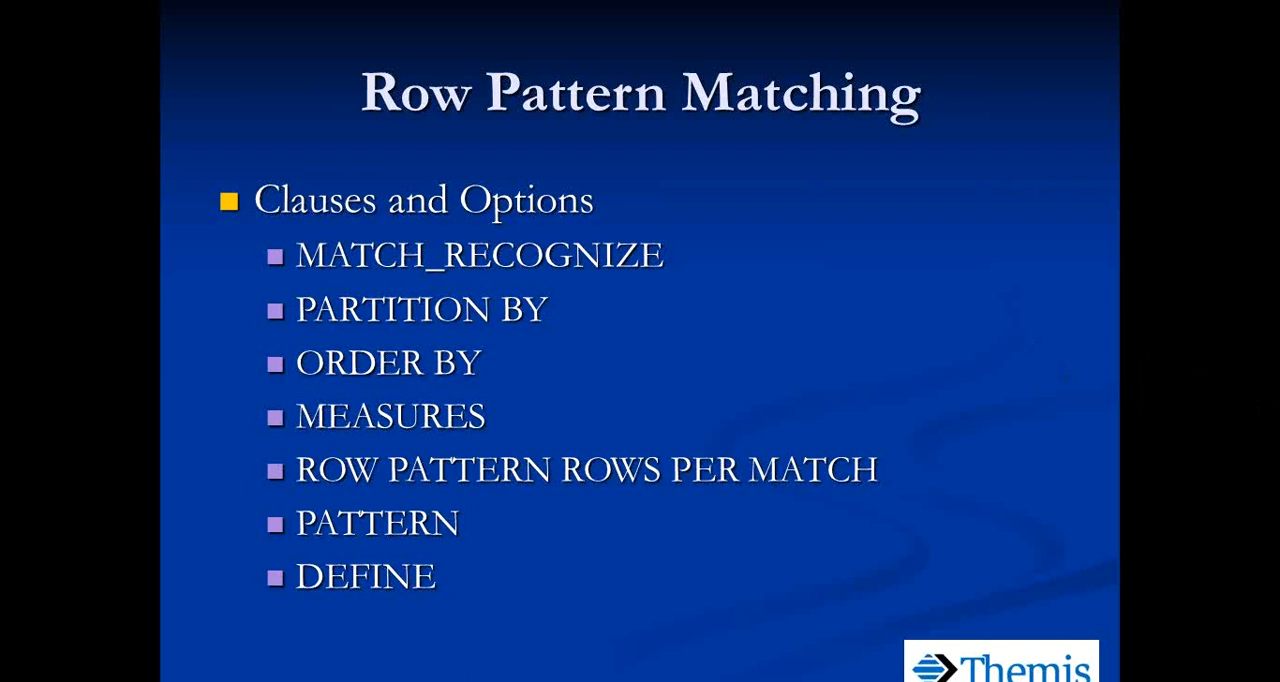 Row Pattern Matching
Clauses and Options
MATCH_RECOGNIZE
PARTITION BY
ORDER BY
MEASURES
ROW PATTERN ROWS PER MATCH
PATTERN
DEFINE
Themis